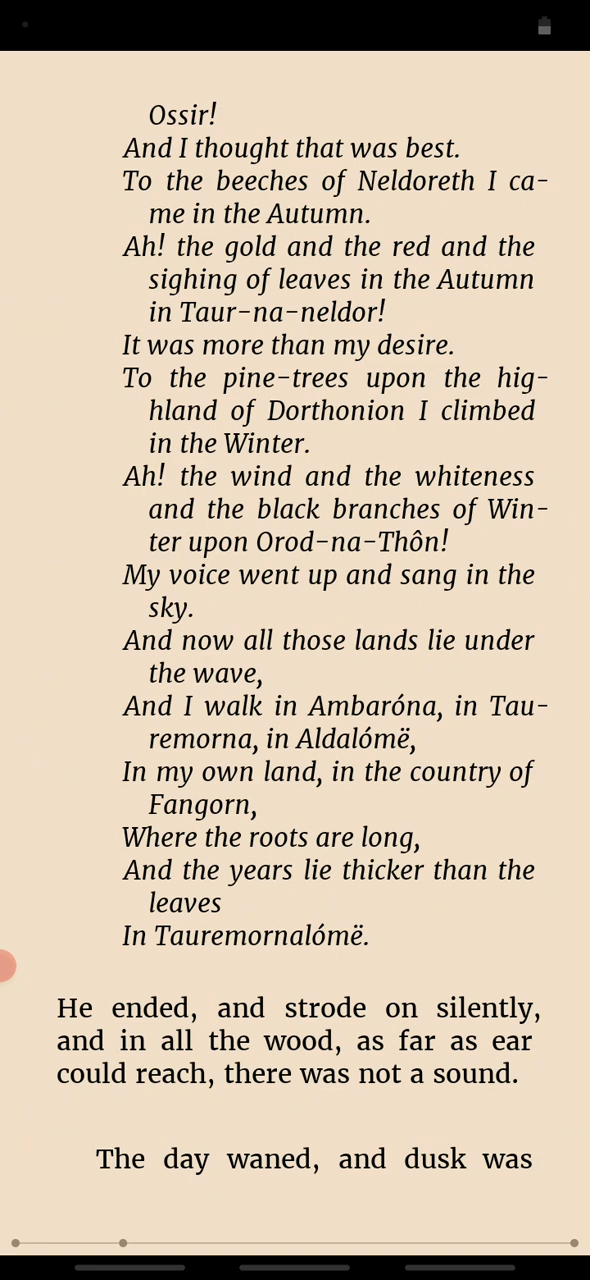 Ossir!
And I thought that was best.
To the beeches of Neldoreth I ca-
me in the Autumn.
Ah! the gold and the red and the
sighing of leaves in the Autumn
in Taur-na-neldor!
It was more than my desire.
To the pine-trees upon the hig-
hland of Dorthonion I climbed
in the Winter.
Ah! the wind and the whiteness
and the black branches of Win-
ter upon Orod-na-Thôn!
My voice went up and sang in the
sky.
And now all those lands lie under
the wave,
And I walk in Ambaróna, in Tau-
remorna, in Aldalómë,
In my own land, in the country of
Fangorn,
Where the roots are long,
And the years lie thicker than the
leaves
In Tauremornalómë.
He ended, and strode on silently,
and in all the wood, as far as ear
could reach, there was not a sound.
The day waned, and dusk was